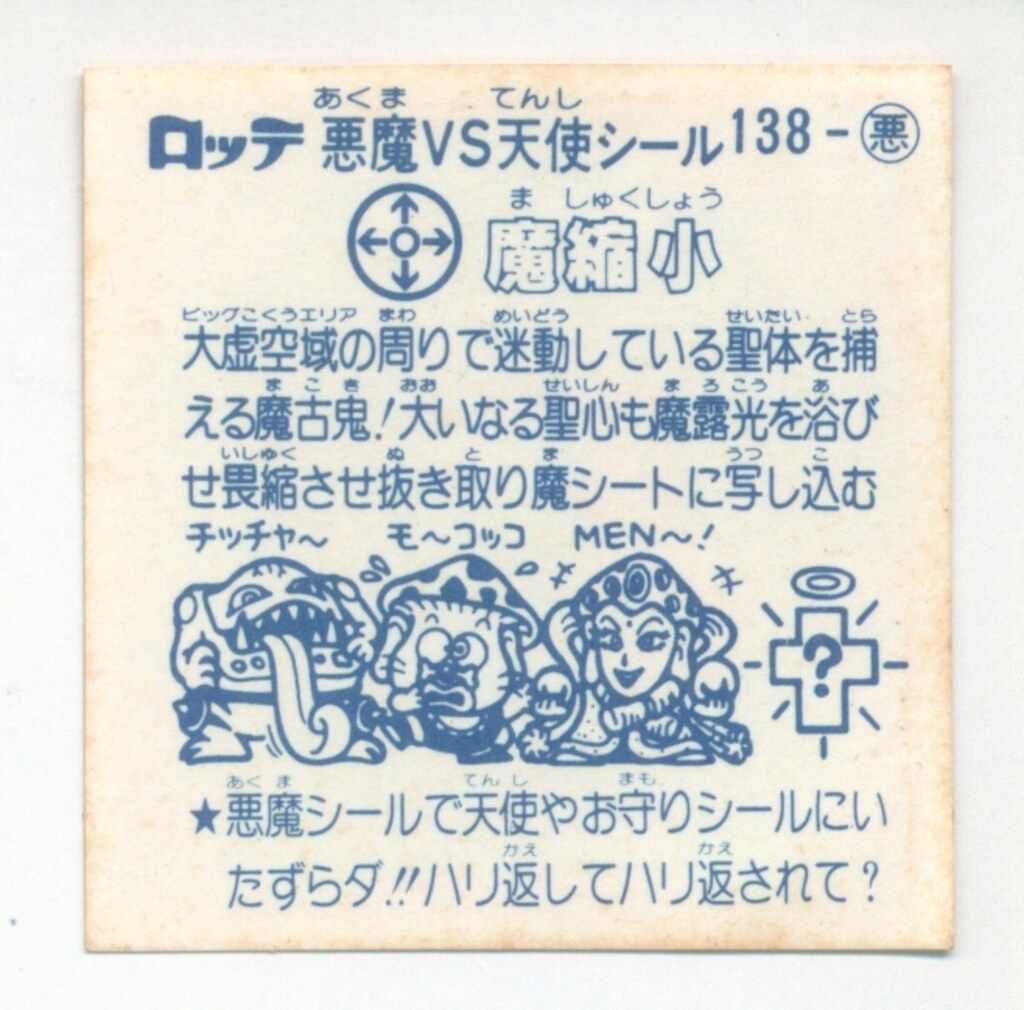 あくま てんし
ロッテ 悪魔VS天使シール138-悪
ま しゅくしょう
魔縮小
ビッグこくうエリア まわ めいどう せいたい とら
大虚空域の周りで迷動している聖体を捕
まこき おお せいしん まろこう あ
える魔古鬼!大いなる聖心も魔露光を浴び
いしゅく ぬ と ま うつ こ
せ畏縮させ抜き取り魔シートに写し込む
チッチャ〜 モ〜コッコ MEN〜!
?
あくま てんし まも
★悪魔シールで天使やお守りシールにい
かえ かえ
たずらダ!!ハリ返してハリ返されて?